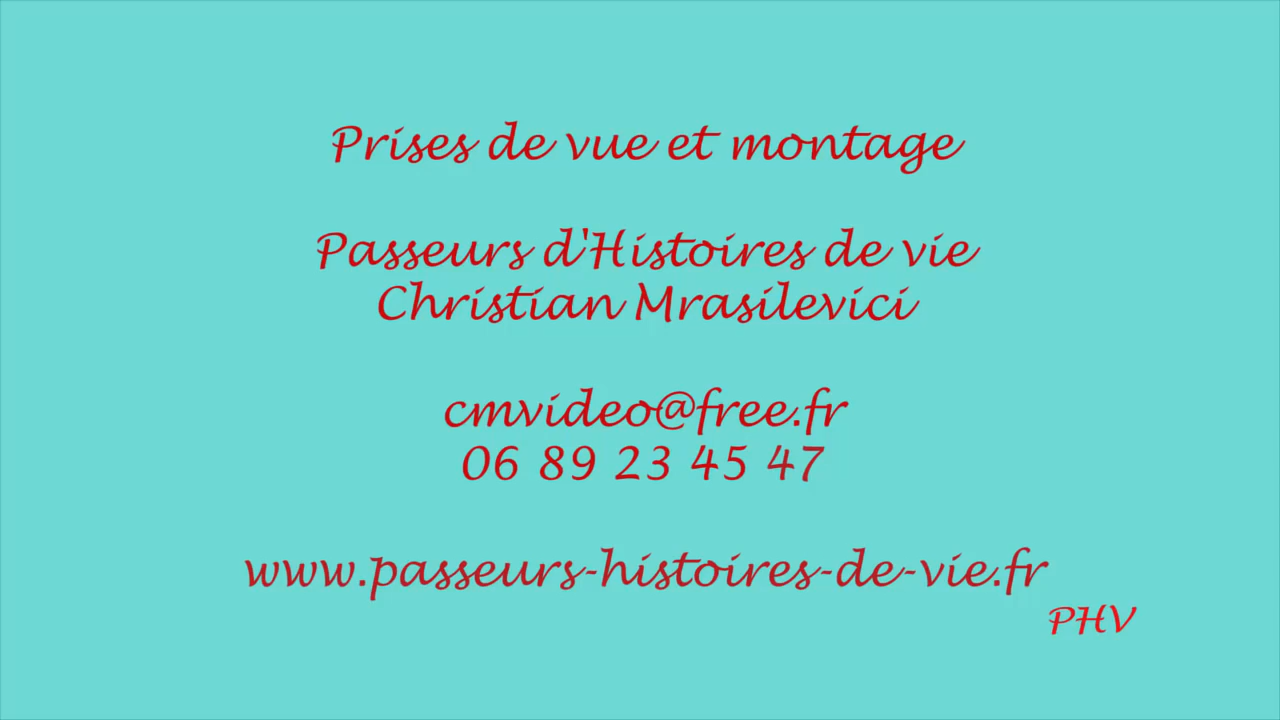 Prises de vue et montage
Passeurs d'Histoires de vie
Christian Mrasilevici
cmvideo@free.fr
06 89 23 45 47
www.passeurs-histoires-de-vie.fr
PHV